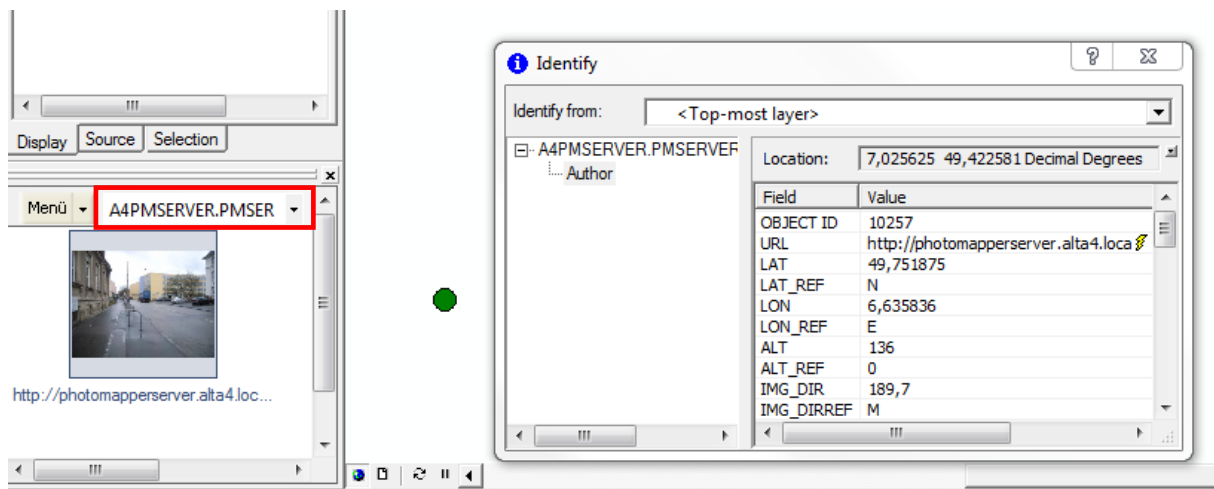 Display Source Selection
Menü A4PMSERVER.PMSER
http://photomapperserver.alta4.loc...
Identify
Identify from: <Top-most layer>
A4PMSERVER.PMSERVER
Author
Location: 7,025625 49,422581 Decimal Degrees
Field Value
OBJECT ID 10257
URL http://photomapperserver.alta4.loca
LAT 49,751875
LAT_REF N
LON 6,635836
LON_REF E
ALT 136
ALT_REF 0
IMG_DIR 189,7
IMG_DIRREF M